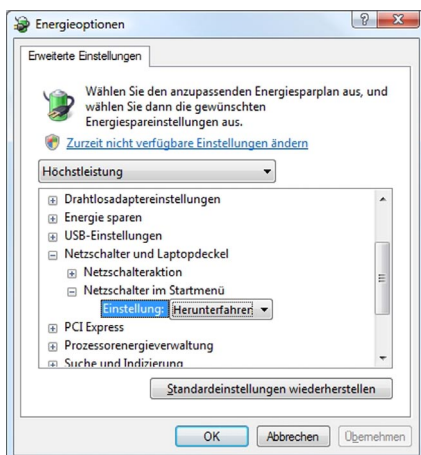 Energieoptionen
Erweiterte Einstellungen
Wählen Sie den anzupassenden Energiesparplan aus, und
wählen Sie dann die gewünschten
Energiespareinstellungen aus.
Zurzeit nicht verfügbare Einstellungen ändern
Höchstleistung
Drahtlosadaptereinstellungen
Energie sparen
USB-Einstellungen
Netzschalter und Laptopdeckel
Netzschalteraktion
Netzschalter im Startmenü
Einstellung: Herunterfahren
PCI Express
Prozessorenergieverwaltung
Suche und Indizierung
Standardeinstellungen wiederherstellen
OK Abbrechen Übernehmen